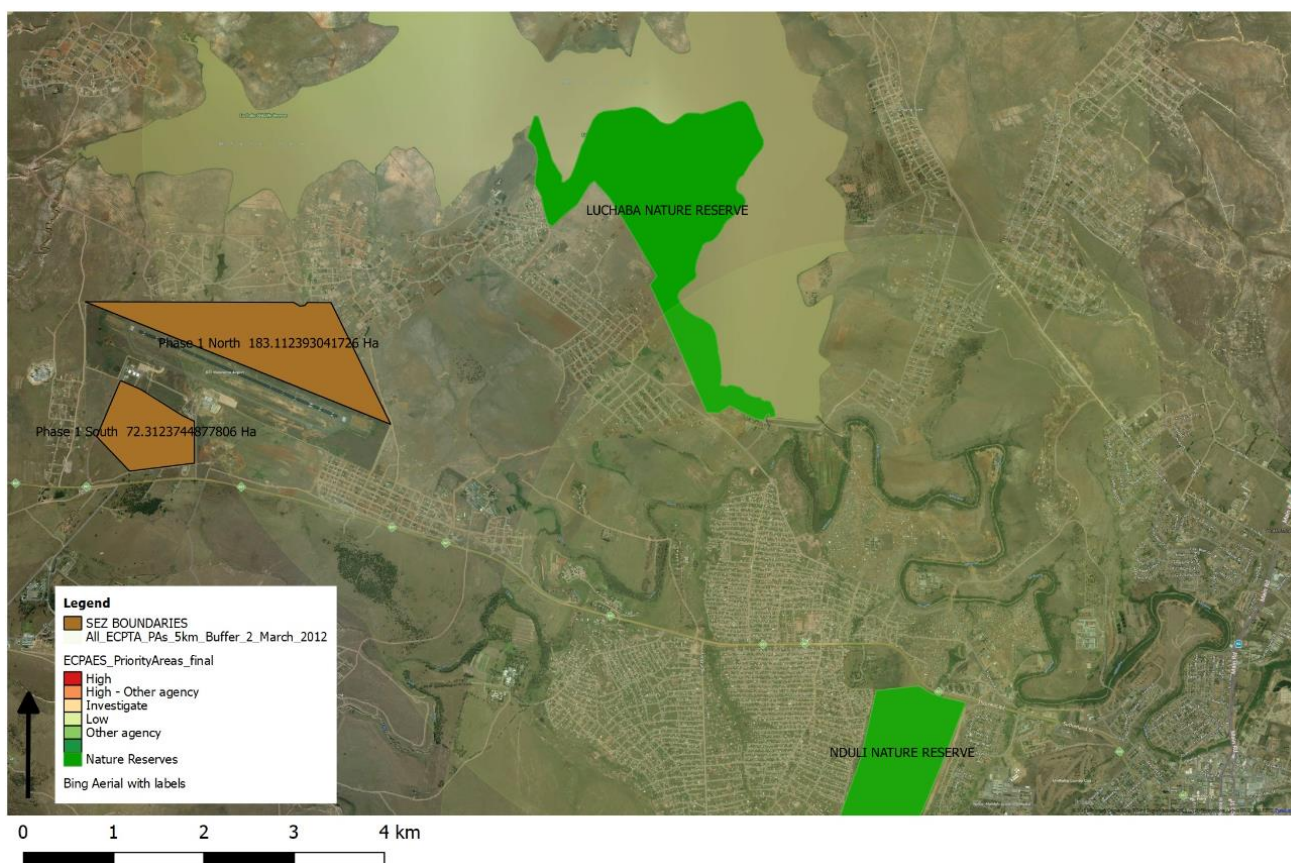 LUCHABA NATURE RESERVE
Phase 1 North 183.112393041726 Ha
Phase 1 South 72.3123744877806 Ha
NDULI NATURE RESERVE
Legend
SEZ BOUNDARIES
All_ECPTA_PAs_5km_Buffer_2_March_2012
ECPAES_PriorityAreas_final
High
High - Other agency
Investigate
Low
Other agency
Nature Reserves
Bing Aerial with labels
0 1 2 3 4 km